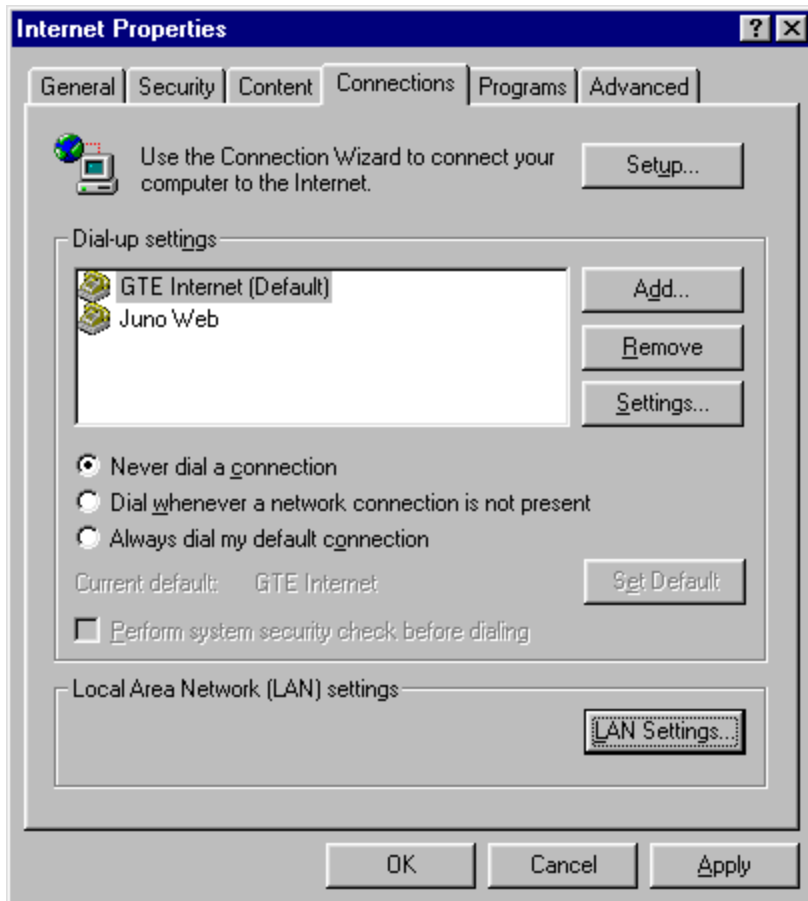 Internet Properties
General Security Content Connections Programs Advanced
Use the Connection Wizard to connect your
computer to the Internet.
Setup...
Dial-up settings
GTE Internet (Default)
Juno Web
Add...
Remove
Settings...
Never dial a connection
Dial whenever a network connection is not present
Always dial my default connection
Current default: GTE Internet
Set Default
Perform system security check before dialing
Local Area Network (LAN) settings
LAN Settings...
OK Cancel Apply